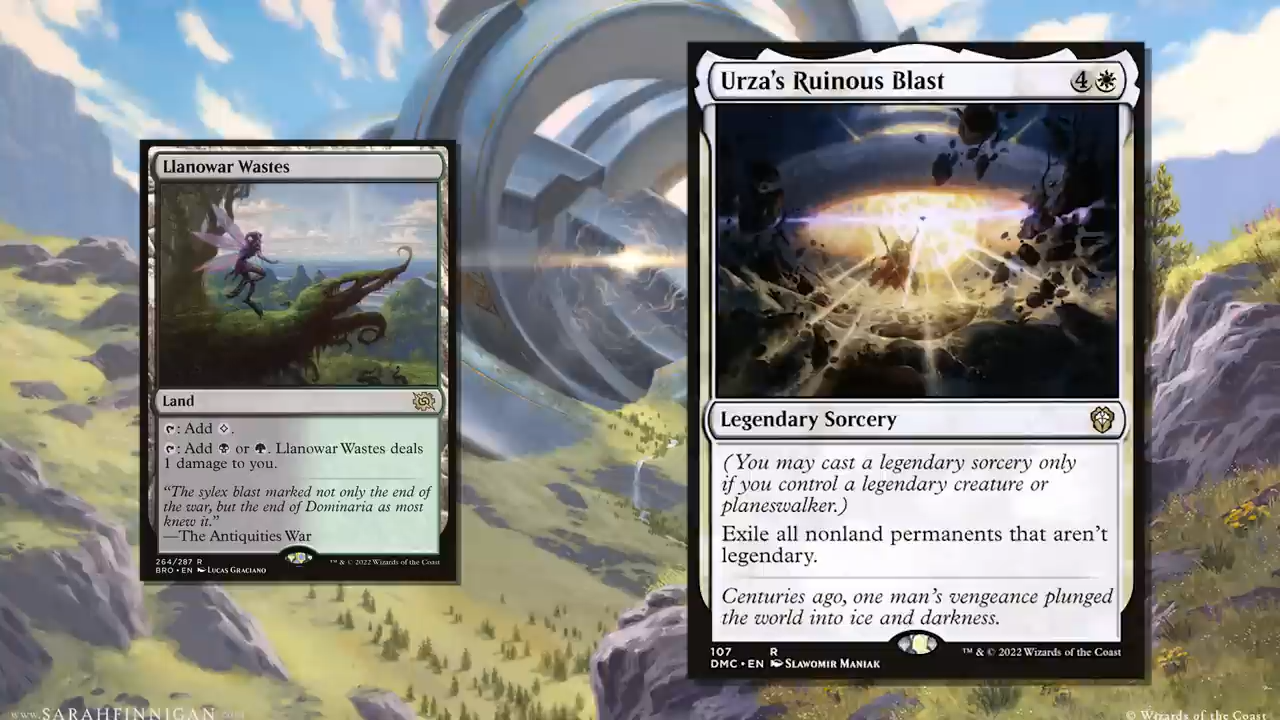 Llanowar Wastes
Land
: Add .
: Add or . Llanowar Wastes deals
1 damage to you.
“The sylex blast marked not only the end of
the war, but the end of Dominaria as most
knew it.”
—The Antiquities War
264/287 R
BRO • EN Lucas Graciano
™ & © 2022 Wizards of the Coast
Urza's Ruinous Blast
4
Legendary Sorcery
(You may cast a legendary sorcery only
if you control a legendary creature or
planeswalker.)
Exile all nonland permanents that aren't
legendary.
Centuries ago, one man's vengeance plunged
the world into ice and darkness.
107 R
DMC • EN Slawomir Maniak
™ & © 2022 Wizards of the Coast
www.SARAHFINNIGAN.com
© Wizards of the Coast